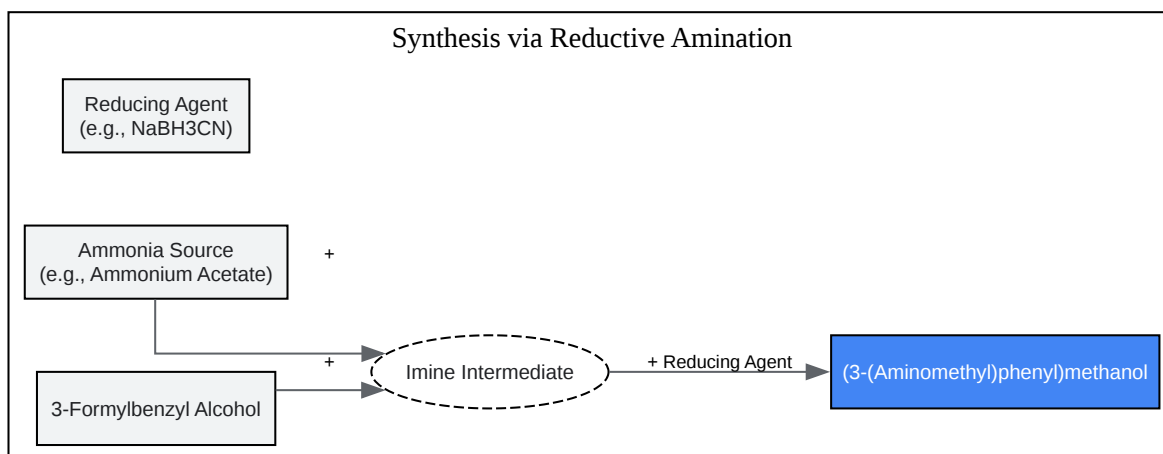 Synthesis via Reductive Amination
Reducing Agent
(e.g., NaBH3CN)
Ammonia Source
(e.g., Ammonium Acetate)
+
+
3-Formylbenzyl Alcohol
Imine Intermediate
+ Reducing Agent
(3-(Aminomethyl)phenyl)methanol